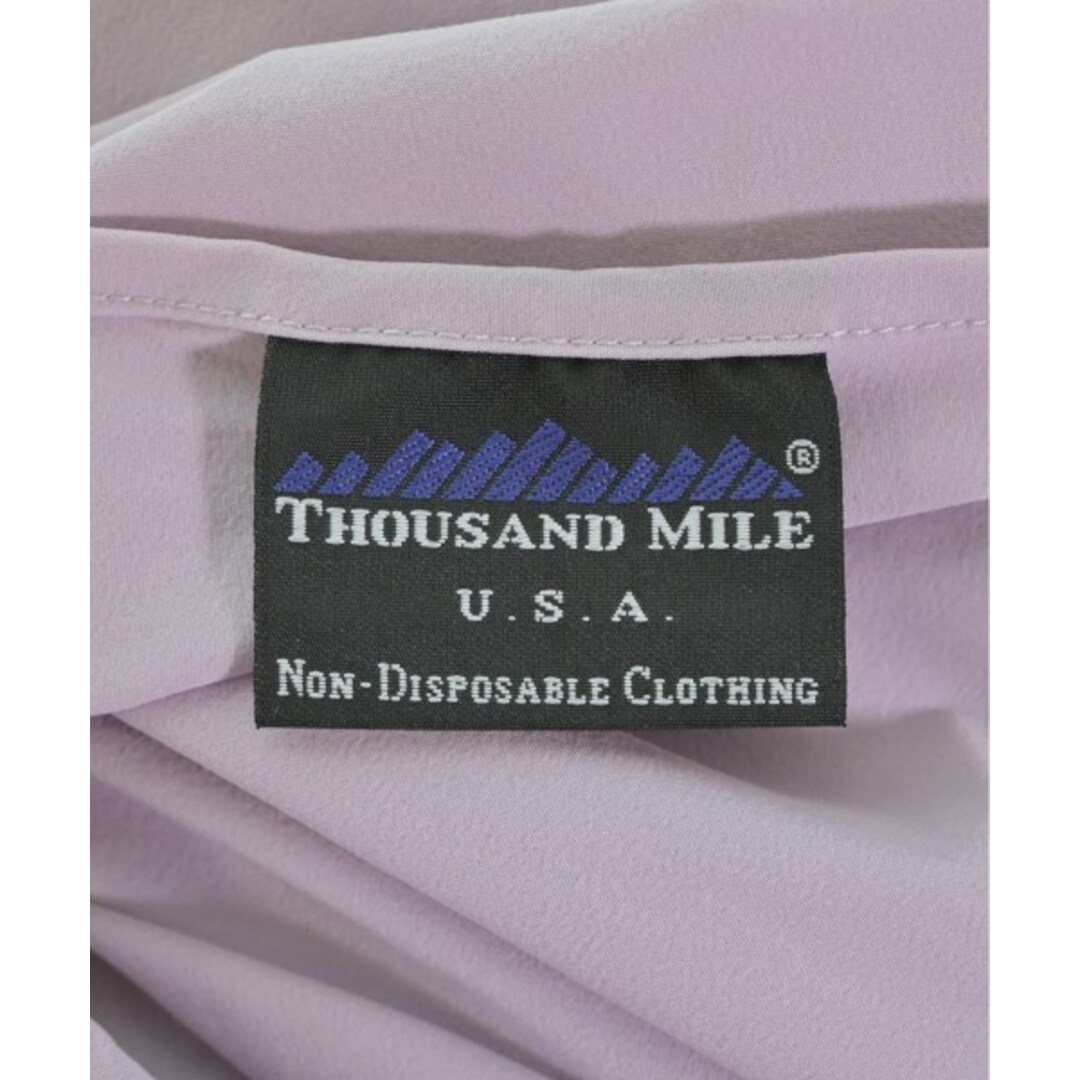 ®
THOUSAND MILE
U.S.A.
NON-DISPOSABLE CLOTHING